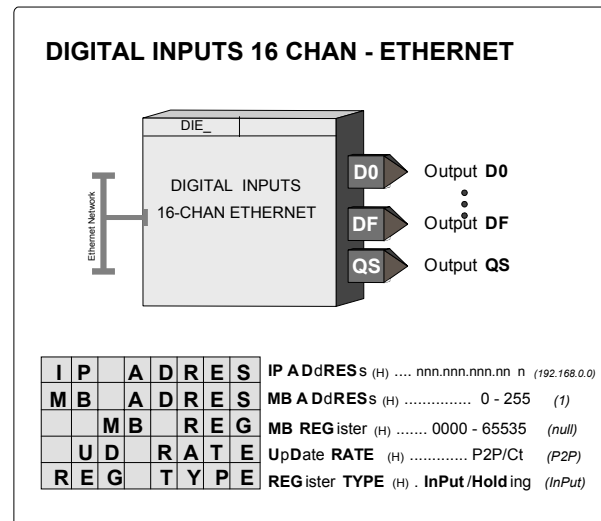 DIGITAL INPUTS 16 CHAN - ETHERNET
DIE_
DIGITAL INPUTS
16-CHAN ETHERNET
Ethernet Network
D0 Output D0
DF Output DF
QS Output QS
IP ADRES IP ADdRESs (H) .... nnn.nnn.nnn.nn n (192.168.0.0)
MB ADRES MB ADdRESs (H) ............... 0 - 255 (1)
MB REG MB REGister (H) ....... 0000 - 65535 (null)
UD RATE UpDate RATE (H) ............. P2P/Ct (P2P)
REG TYPE REGister TYPE (H) . InPut/Holding (InPut)